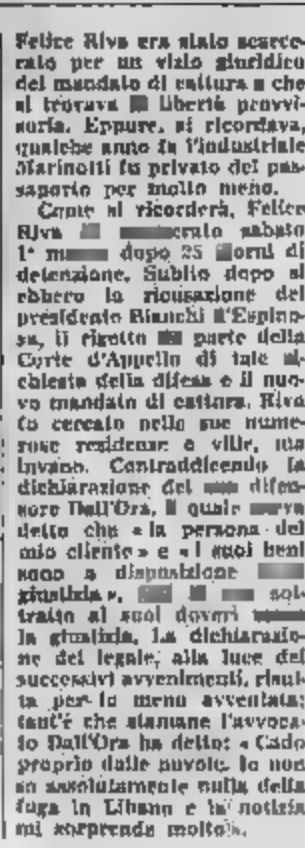 Felice Riva era stato scarce-
rato per un vizio giuridico
del mandato di cattura e che
si trovava in libertà provvi-
soria. Eppure, si ricordava,
qualche anno fa l'industriale
Marinotti fu privato del pas-
saporto per molto meno.
Come si ricorderà, Felice
Riva sabato
1° dopo 25 giorni di
detenzione. Subito dopo si
ebbero la ricusazione del
presidente Bianchi d'Espino-
sa, il rigetto da parte della
Corte d'Appello di tale ri-
chiesta della difesa e il nuo-
vo mandato di cattura. Riva
fu cercato nelle sue nume-
rose residenze e ville, ma
invano. Contraddicendo la
dichiarazione del suo difen-
sore Dall'Ora, il quale aveva
detto che « la persona del
mio cliente » e « i suoi beni
sono a disposizione
giustizia », sot-
tratto ai suoi doveri
la giustizia. La dichiarazio-
ne del legale, alla luce dei
successivi avvenimenti, risul-
ta per lo meno avventata;
tant'è che stamane l'avvoca-
to Dall'Ora ha detto: « Cado
proprio dalle nuvole. Io non
so assolutamente nulla della
fuga in Libano e la notizia
mi sorprende molto ».